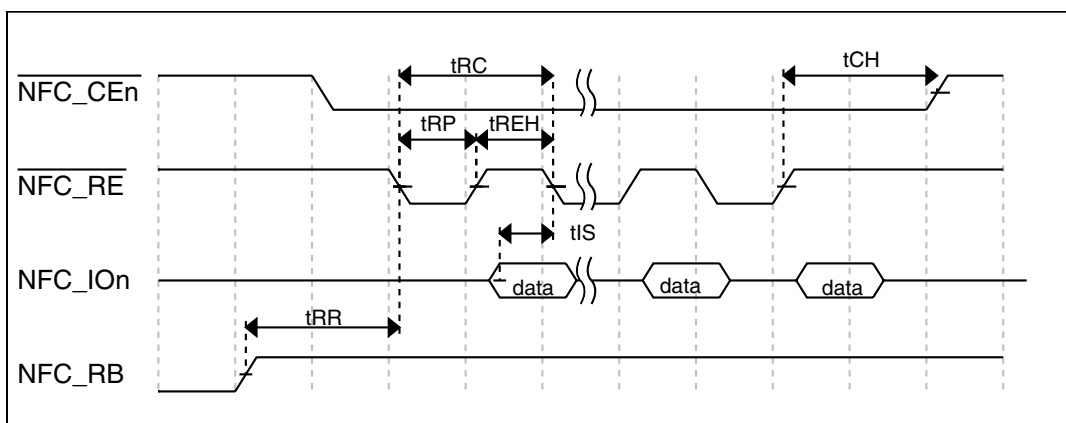 tRC
tCH
NFC_CEn
tRP
tREH
NFC_RE
tIS
NFC_IOn
data
data
data
tRR
NFC_RB